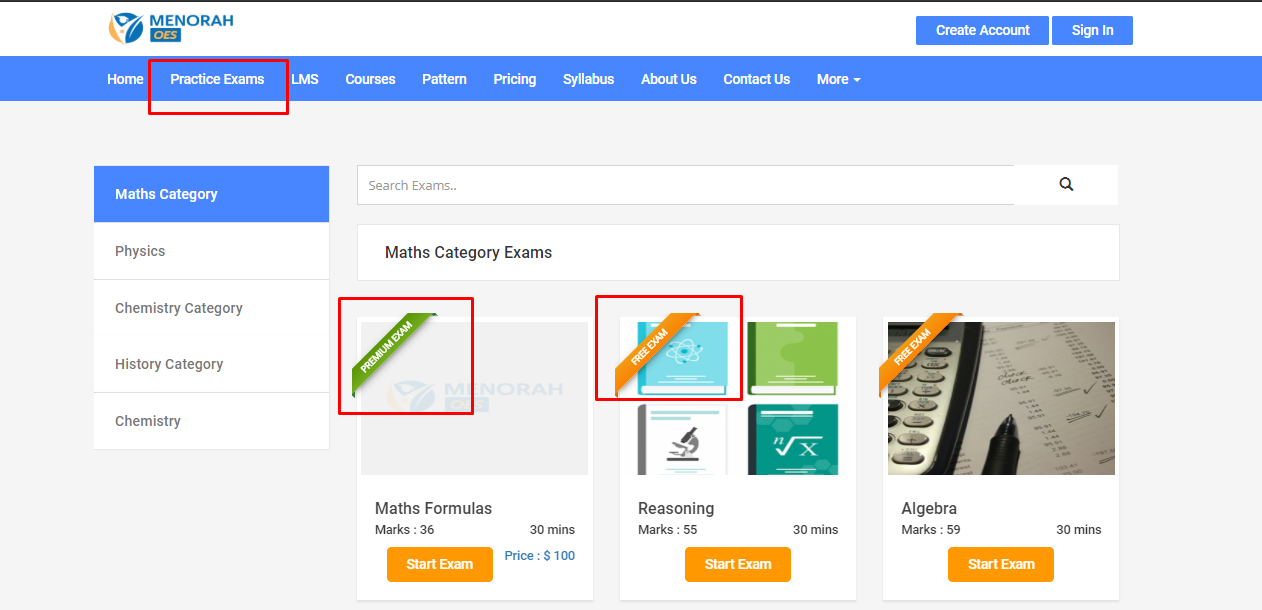 MENORAH
OES
Create Account
Sign In
Home
Practice Exams
LMS
Courses
Pattern
Pricing
Syllabus
About Us
Contact Us
More
Maths Category
Physics
Chemistry Category
History Category
Chemistry
Search Exams..
Maths Category Exams
PREMIUM EXAM
MENORAH
OES
Maths Formulas
Marks : 36
30 mins
Start Exam
Price : $ 100
FREE EXAM
n√x
Reasoning
Marks : 55
30 mins
Start Exam
FREE EXAM
Algebra
Marks : 59
30 mins
Start Exam